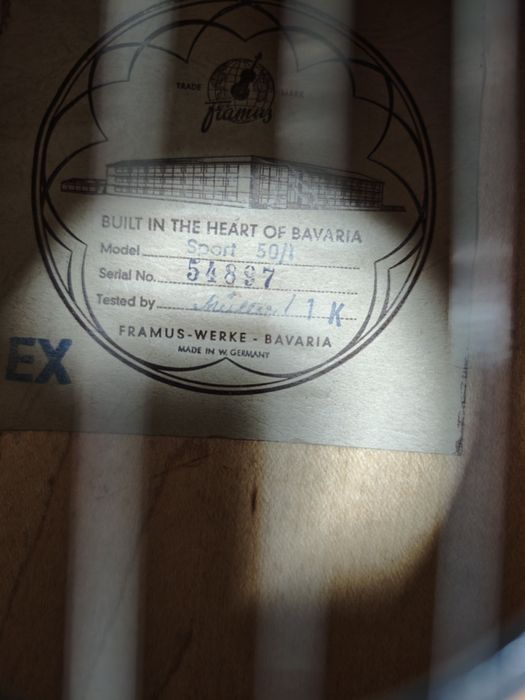 TRADE MARK
framus
BUILT IN THE HEART OF BAVARIA
Model Sport 50/1
Serial No. 54897
Tested by 1 K
FRAMUS-WERKE - BAVARIA
MADE IN W. GERMANY
EX